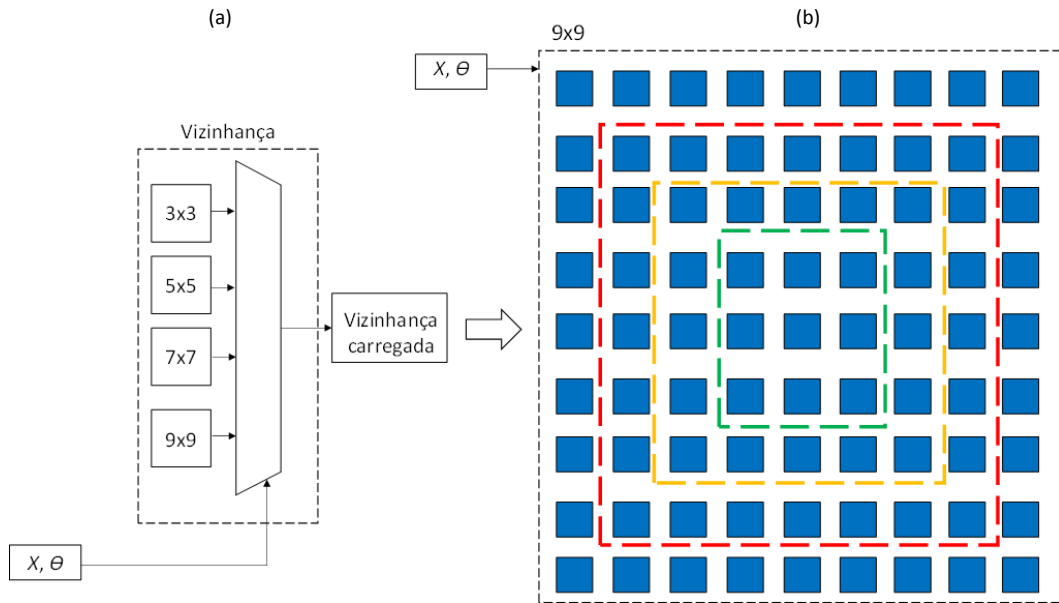 (a)
(b)
9x9
X, Ɵ
Vizinhança
3x3
5x5
7x7
9x9
Vizinhança
carregada
X, Ɵ